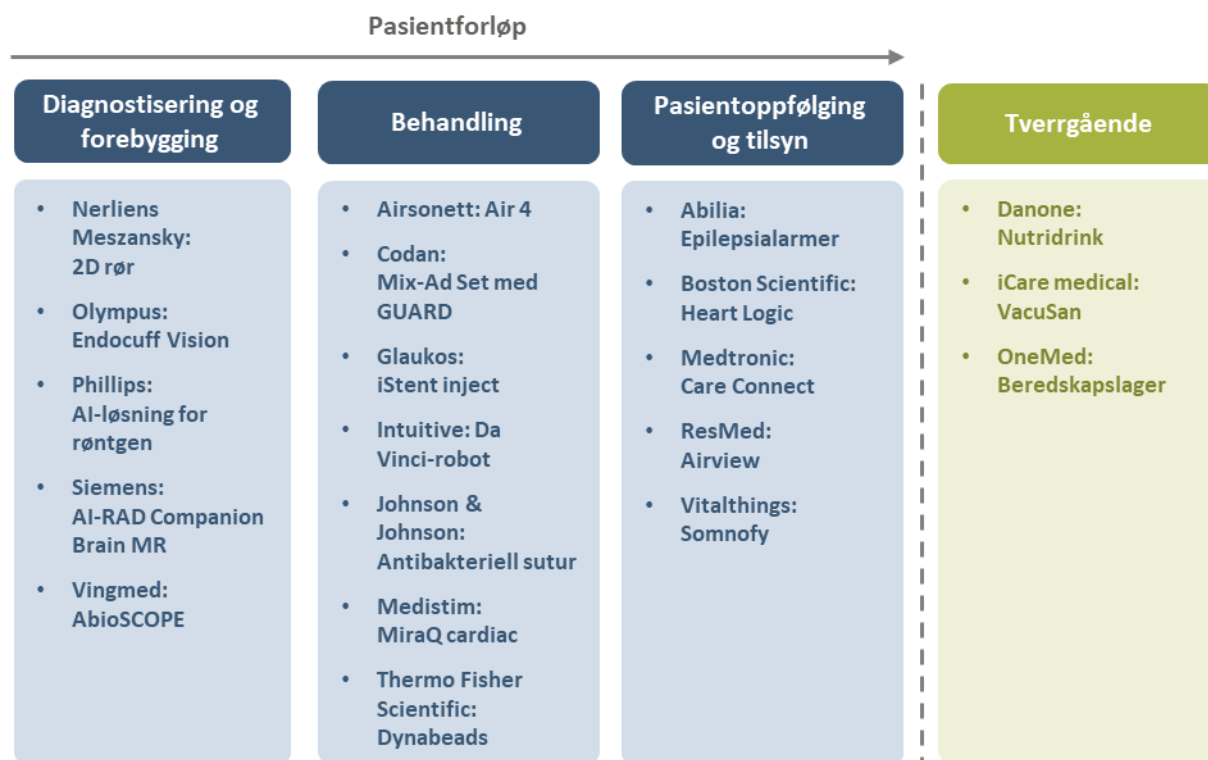 Pasientforløp
Diagnostisering og
forebygging
• Nerliens
Meszansky:
2D rør
• Olympus:
Endocuff Vision
• Phillips:
AI-løsning for
røntgen
• Siemens:
AI-RAD Companion
Brain MR
• Vingmed:
AbioSCOPE
Behandling
• Airsonett: Air 4
• Codan:
Mix-Ad Set med
GUARD
• Glaukos:
iStent inject
• Intuitive: Da
Vinci-robot
• Johnson &
Johnson:
Antibakteriell sutur
• Medistim:
MiraQ cardiac
• Thermo Fisher
Scientific:
Dynabeads
Pasientoppfølging
og tilsyn
• Abilia:
Epilepsialarmer
• Boston Scientific:
Heart Logic
• Medtronic:
Care Connect
• ResMed:
Airview
• Vitalthings:
Somnofy
Tverrgående
• Danone:
Nutridrink
• iCare medical:
VacuSan
• OneMed:
Beredskapslager